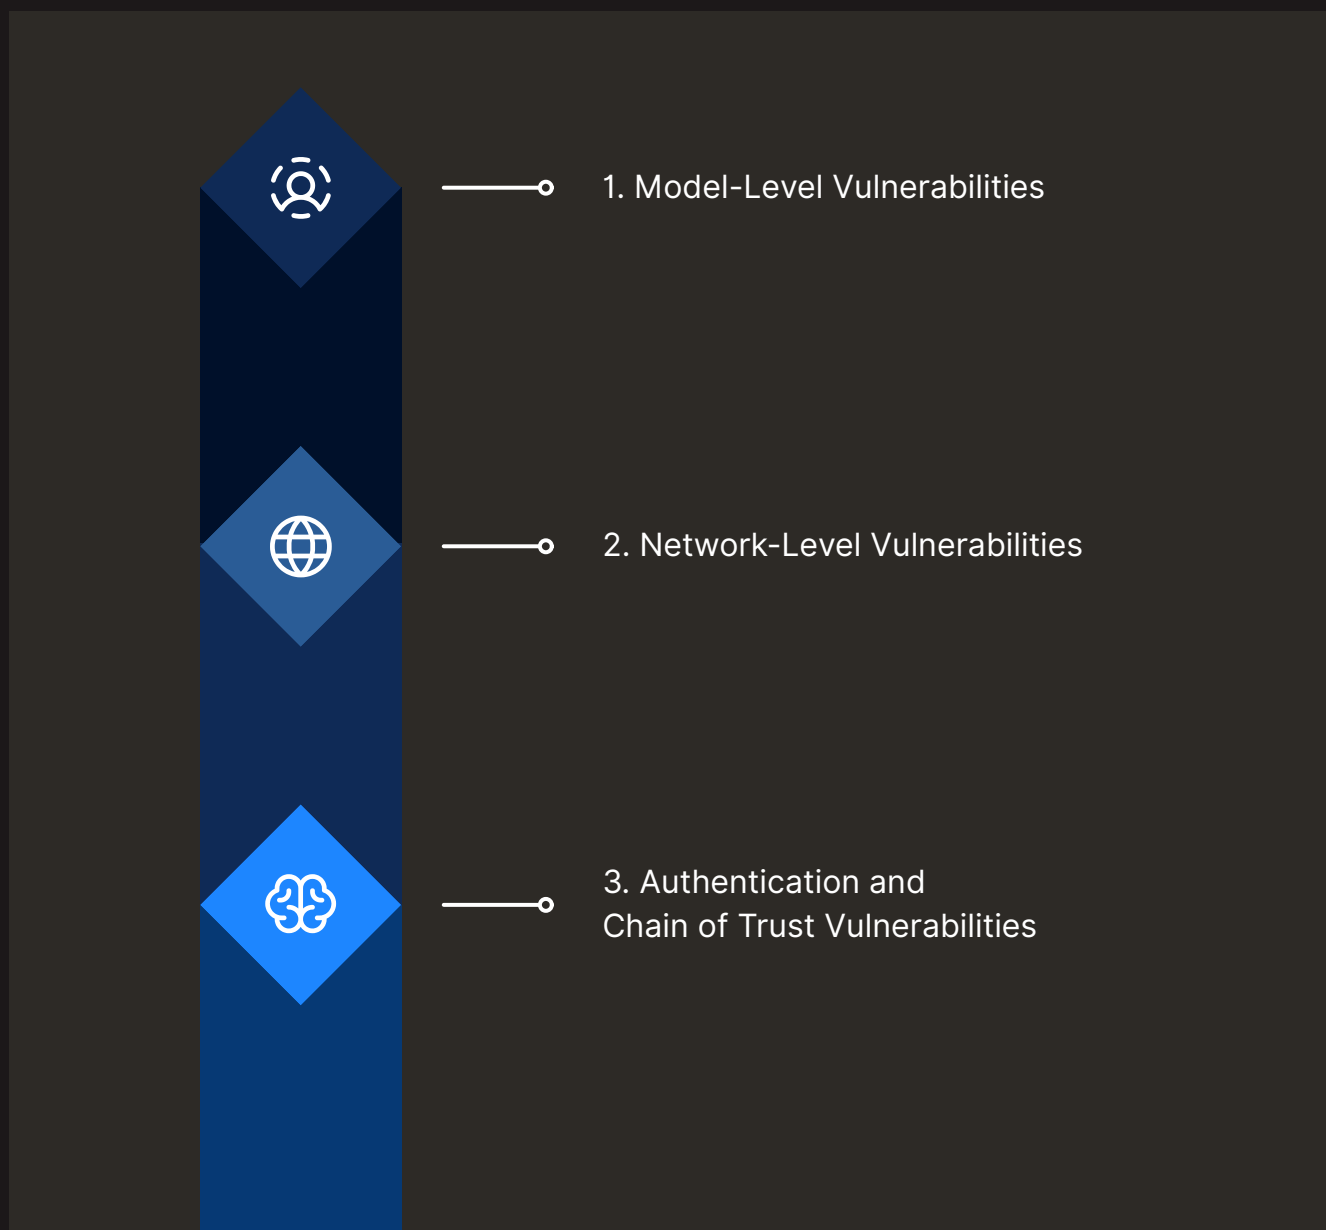 1. Model-Level Vulnerabilities
2. Network-Level Vulnerabilities
3. Authentication and
Chain of Trust Vulnerabilities